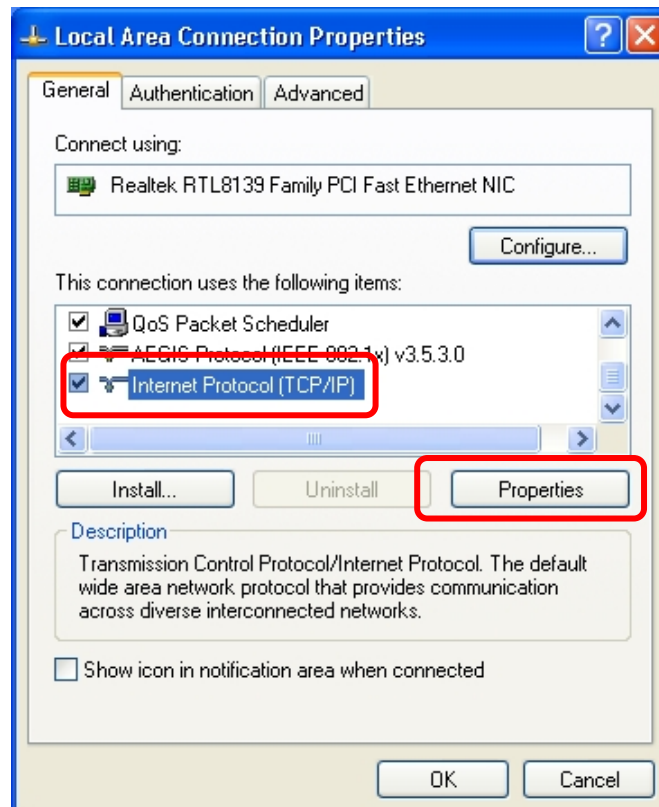 Local Area Connection Properties
General Authentication Advanced
Connect using:
Realtek RTL8139 Family PCI Fast Ethernet NIC
Configure...
This connection uses the following items:
QoS Packet Scheduler
AEGIS Protocol (IEEE 802.1x) v3.5.3.0
Internet Protocol (TCP/IP)
Install... Uninstall Properties
Description
Transmission Control Protocol/Internet Protocol. The default
wide area network protocol that provides communication
across diverse interconnected networks.
Show icon in notification area when connected
OK Cancel